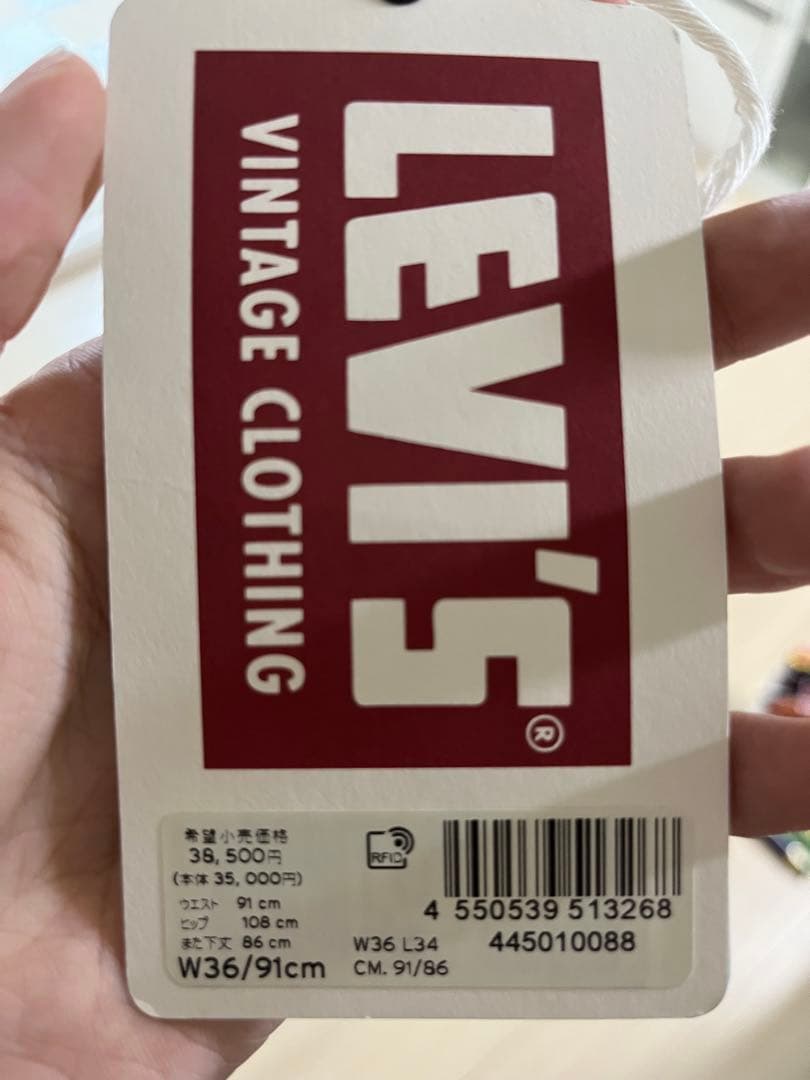 LEVI'S®
VINTAGE CLOTHING
希望小売価格
38,500円
(本体 35,000円)
ウエスト 91 cm
ヒップ 108 cm
また下丈 86 cm
W36/91cm
RFID
W36 L34
CM. 91/86
4 550539 513268
445010088